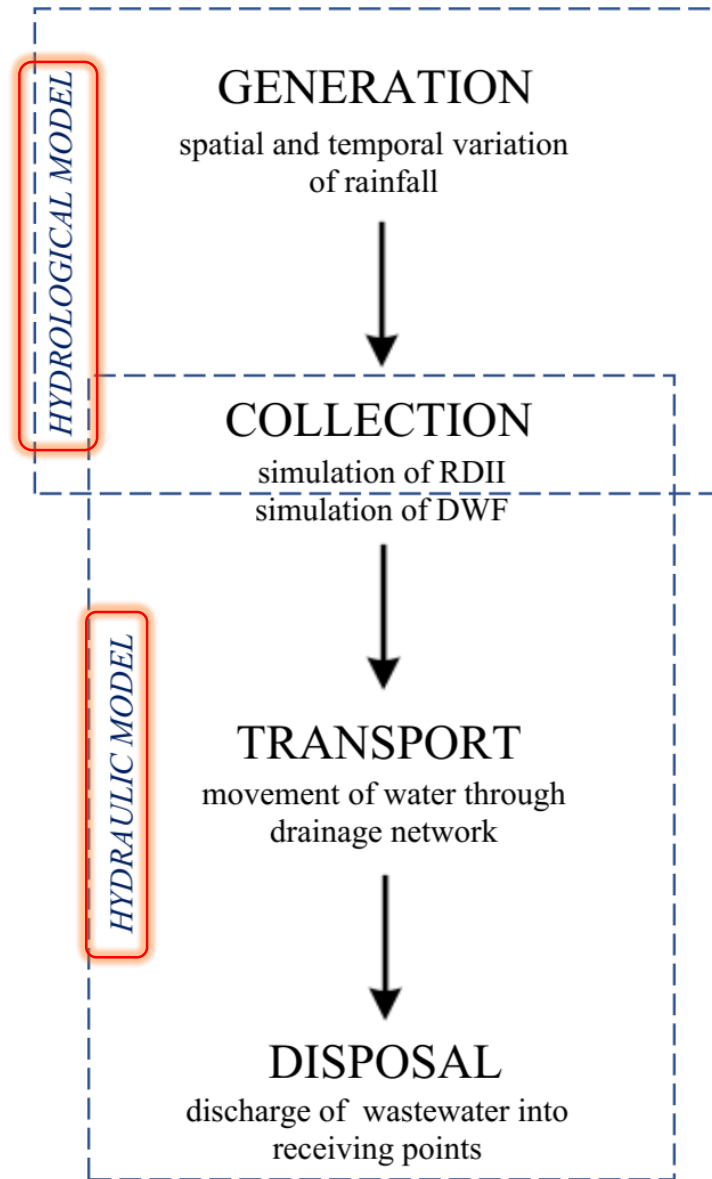 HYDROLOGICAL MODEL
GENERATION
spatial and temporal variation
of rainfall
COLLECTION
simulation of RDII
simulation of DWF
HYDRAULIC MODEL
TRANSPORT
movement of water through
drainage network
DISPOSAL
discharge of wastewater into
receiving points